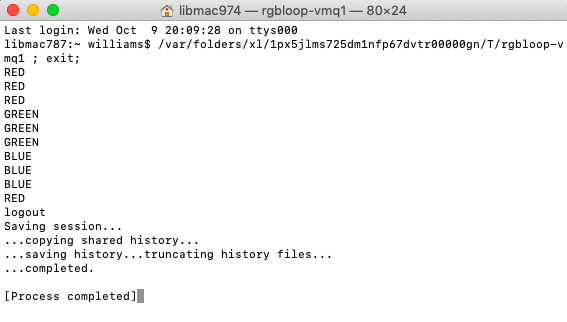 libmac974 — rgbloop-vmq1 — 80×24
Last login: Wed Oct  9 20:09:28 on ttys000
libmac787:~ williams$ /var/folders/xl/1px5jlms725dm1nfp67dvtr00000gn/T/rgbloop-v
mq1 ; exit;
RED
RED
RED
GREEN
GREEN
GREEN
BLUE
BLUE
BLUE
RED
logout
Saving session...
...copying shared history...
...saving history...truncating history files...
...completed.
[Process completed]